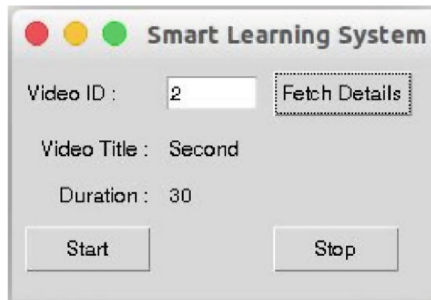 Smart Learning System
Video ID : 2 Fetch Details
Video Title : Second
Duration : 30
Start Stop